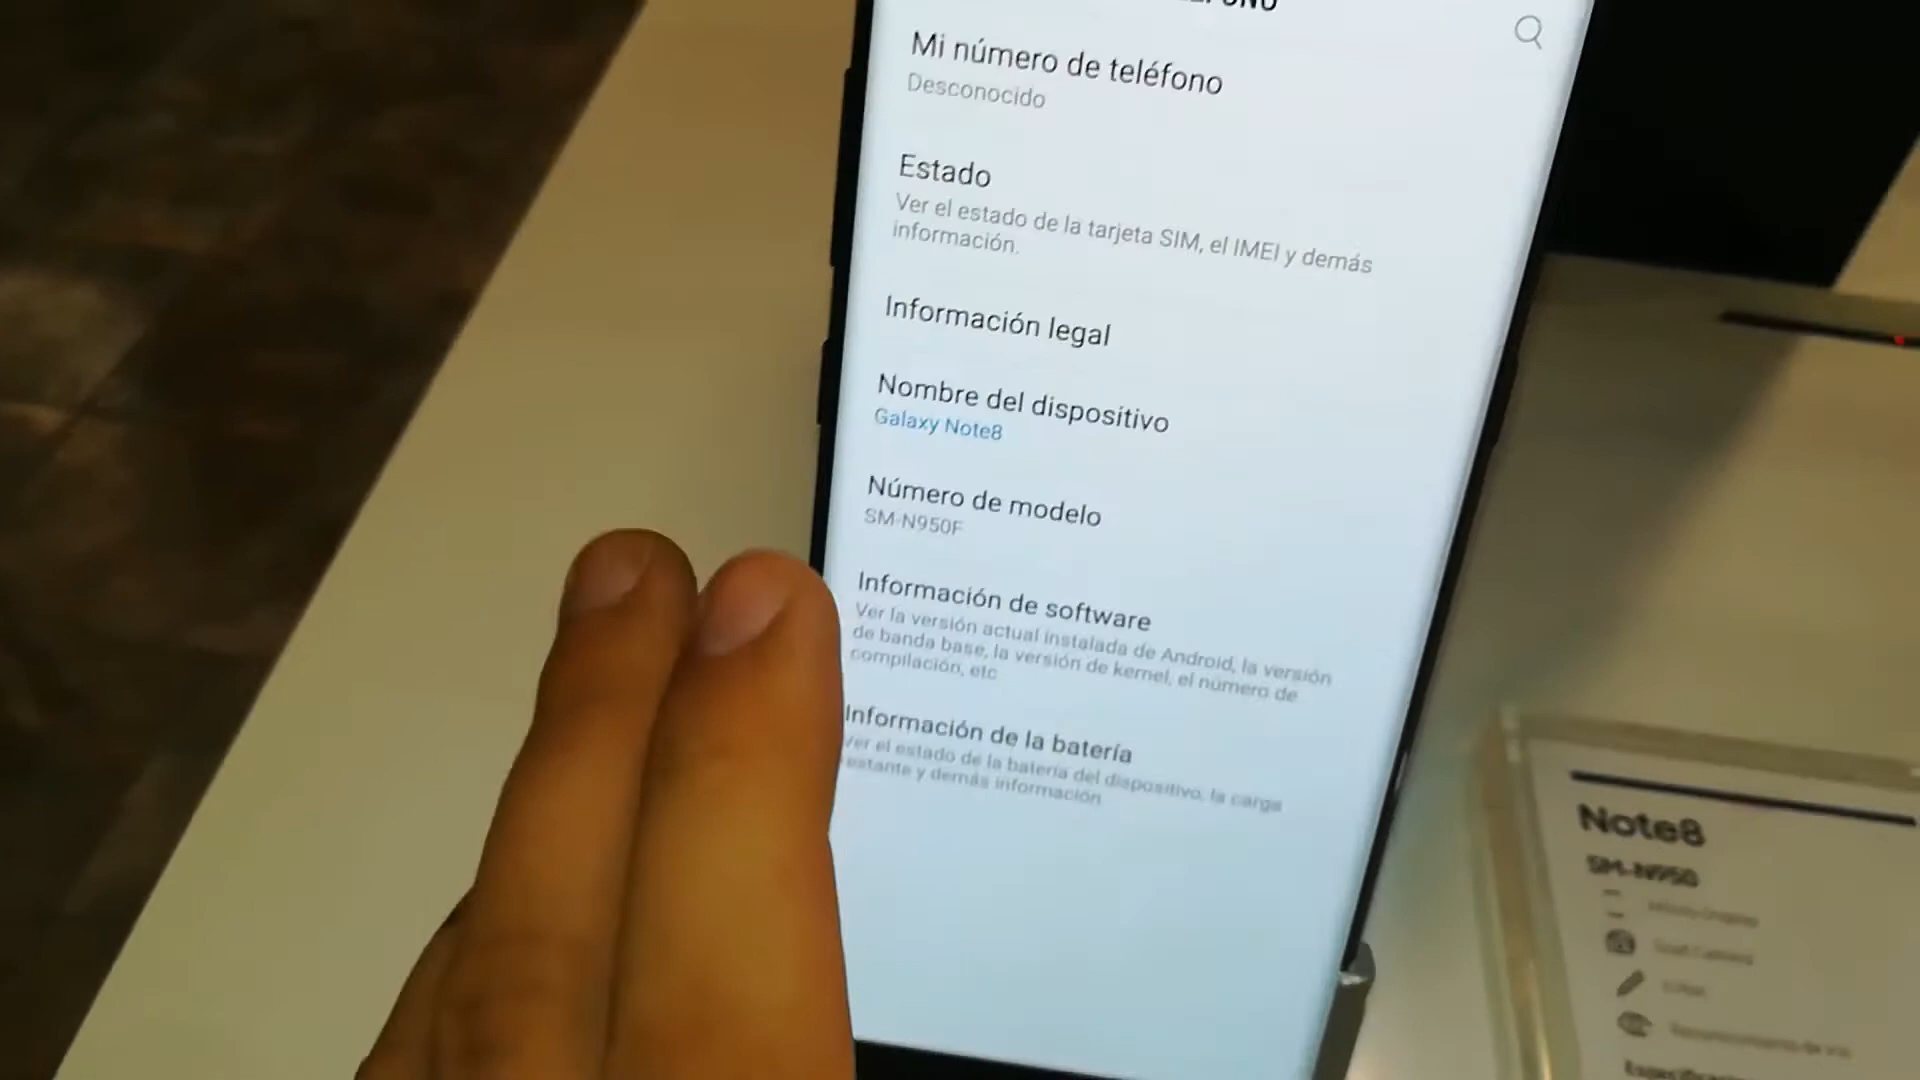 Mi número de teléfono
Desconocido
Estado
Ver el estado de la tarjeta SIM, el IMEI y demás
información.
Información legal
Nombre del dispositivo
Galaxy Note8
Número de modelo
SM-N950F
Información de software
Ver la versión actual instalada de Android, la versión
de banda base, la versión de kernel, el número de
compilación, etc
Información de la batería
Ver el estado de la batería del dispositivo, la carga
estante y demás información
Note8
SM-N950